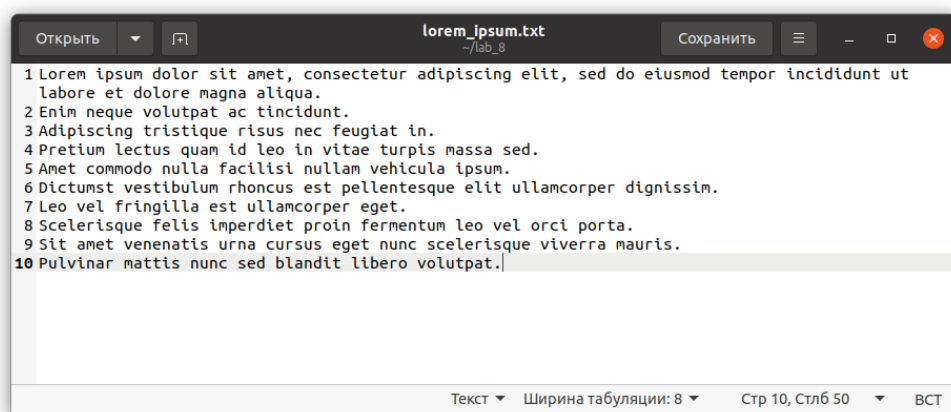 Открыть
lorem_ipsum.txt
~/lab_8
Сохранить
1 Lorem ipsum dolor sit amet, consectetur adipiscing elit, sed do eiusmod tempor incididunt ut
labore et dolore magna aliqua.
2 Enim neque volutpat ac tincidunt.
3 Adipiscing tristique risus nec feugiat in.
4 Pretium lectus quam id leo in vitae turpis massa sed.
5 Amet commodo nulla facilisi nullam vehicula ipsum.
6 Dictumst vestibulum rhoncus est pellentesque elit ullamcorper dignissim.
7 Leo vel fringilla est ullamcorper eget.
8 Scelerisque felis imperdiet proin fermentum leo vel orci porta.
9 Sit amet venenatis urna cursus eget nunc scelerisque viverra mauris.
10 Pulvinar mattis nunc sed blandit libero volutpat.
Текст Ширина табуляции: 8 Стр 10, Стлб 50 ВСТ